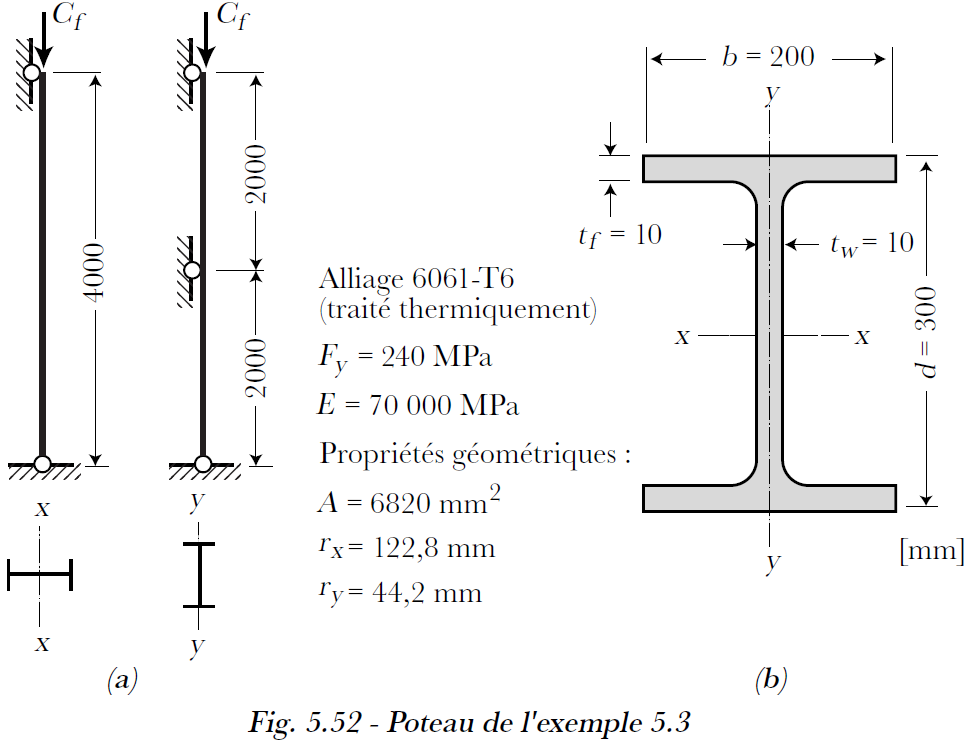 C_f
C_f
4000
2000
2000
x
x
y
y
(a)
Alliage 6061-T6
(traité thermiquement)
F_y = 240 MPa
E = 70 000 MPa
Propriétés géométriques :
A = 6820 mm²
r_x = 122,8 mm
r_y = 44,2 mm
b = 200
y
t_f = 10
t_w = 10
x
x
d = 300
y
[mm]
(b)
Fig. 5.52 - Poteau de l'exemple 5.3